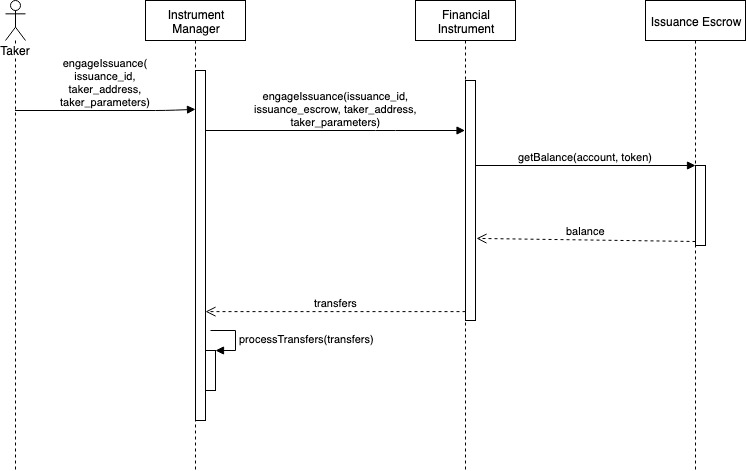 Instrument
Manager
Financial
Instrument
Issuance Escrow
Taker
engageIssuance(
issuance_id,
taker_address,
taker_parameters)
engageIssuance(issuance_id,
issuance_escrow, taker_address,
taker_parameters)
getBalance(account, token)
balance
transfers
processTransfers(transfers)